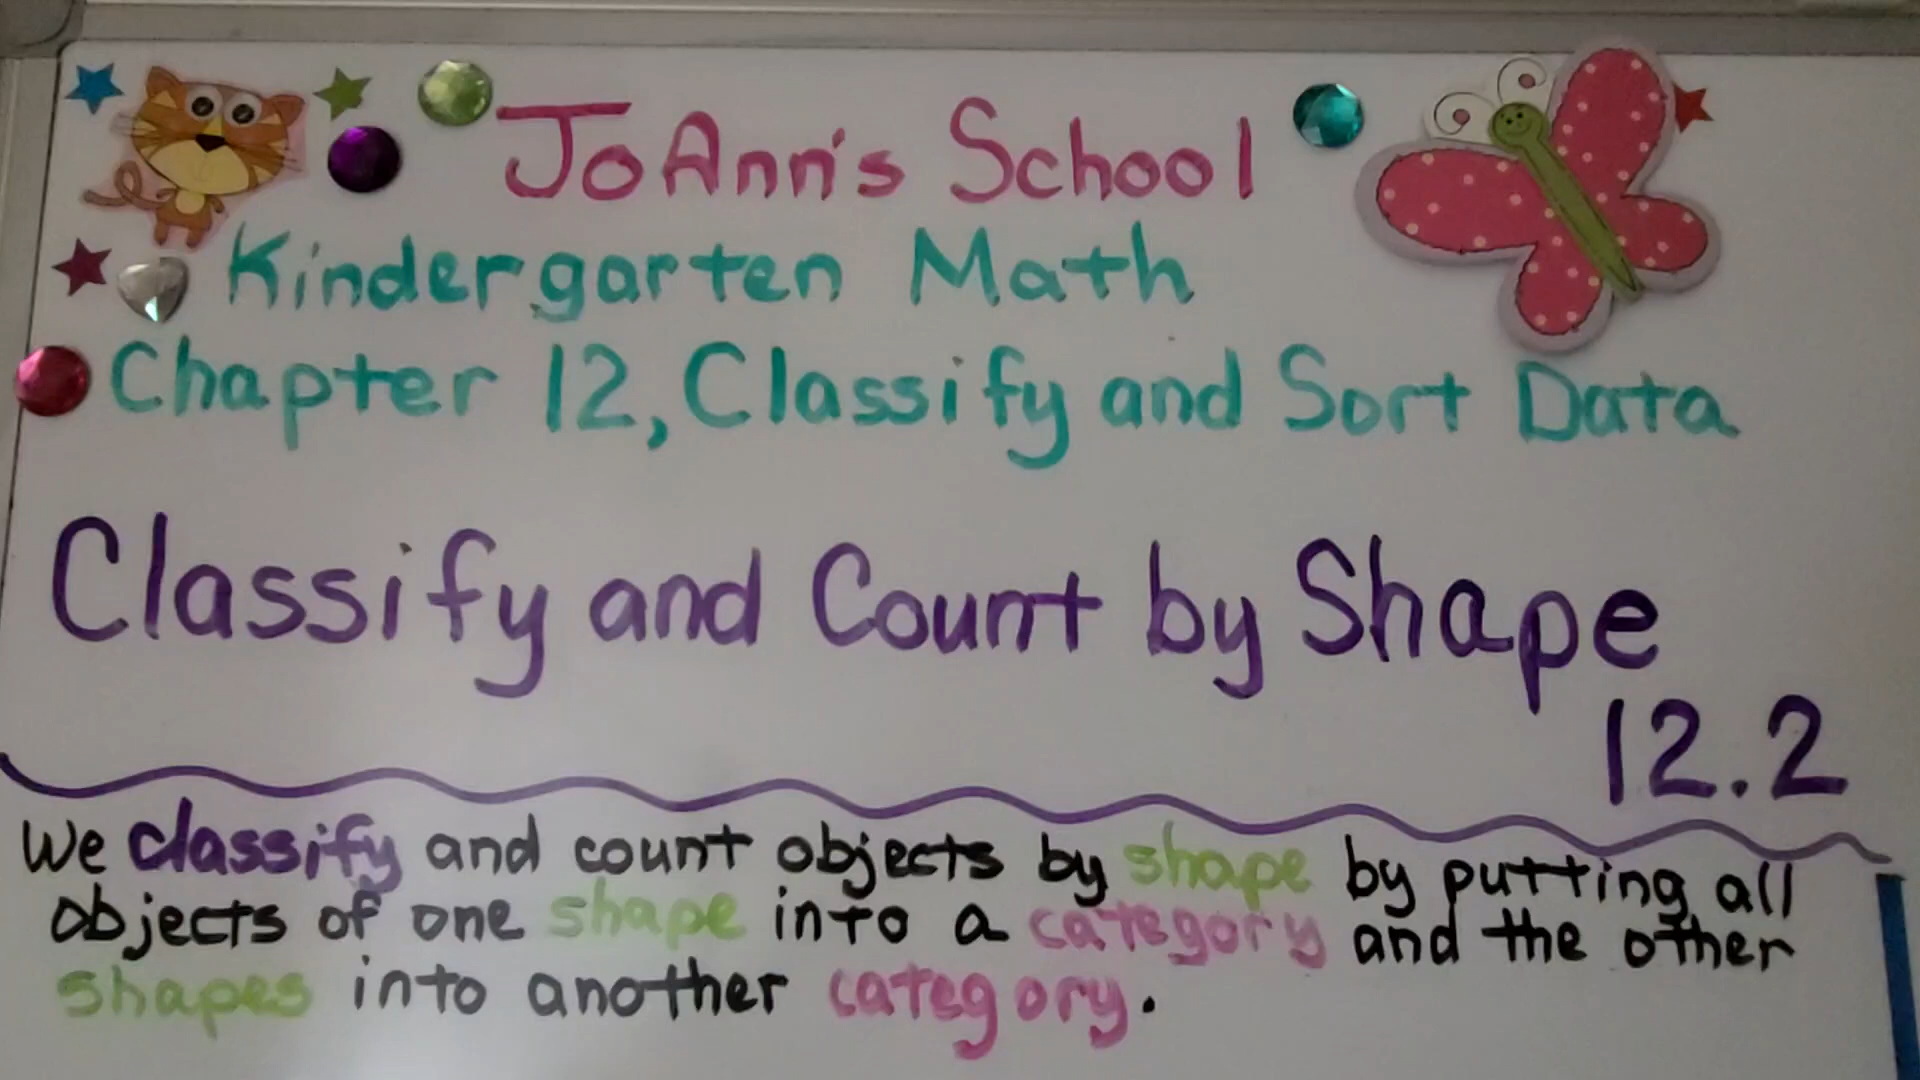 JoAnn's School
Kindergarten Math
Chapter 12, Classify and Sort Data
Classify and Count by Shape
12.2
We classify and count objects by shape by putting all
objects of one shape into a category and the other
shapes into another category.